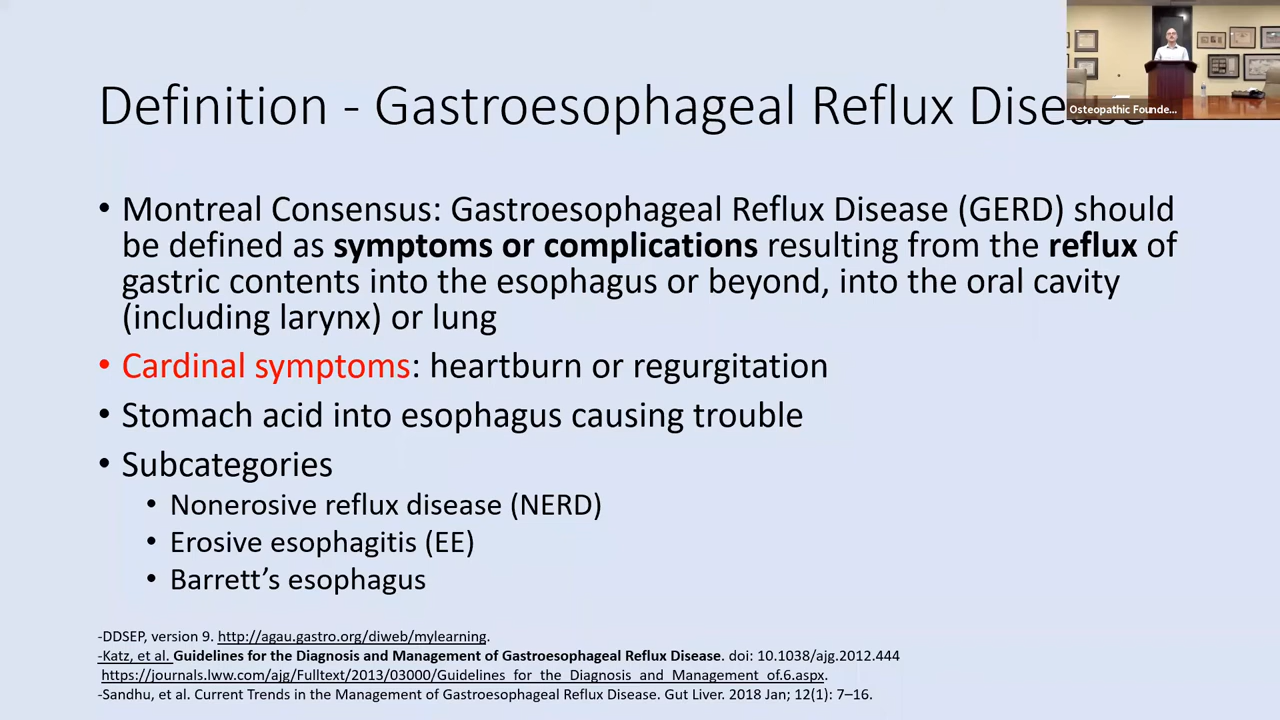 Definition - Gastroesophageal Reflux Disease
Osteopathic Founde...
• Montreal Consensus: Gastroesophageal Reflux Disease (GERD) should
be defined as symptoms or complications resulting from the reflux of
gastric contents into the esophagus or beyond, into the oral cavity
(including larynx) or lung
• Cardinal symptoms: heartburn or regurgitation
• Stomach acid into esophagus causing trouble
• Subcategories
• Nonerosive reflux disease (NERD)
• Erosive esophagitis (EE)
• Barrett’s esophagus
-DDSEP, version 9. http://agau.gastro.org/diweb/mylearning.
-Katz, et al. Guidelines for the Diagnosis and Management of Gastroesophageal Reflux Disease. doi: 10.1038/ajg.2012.444
https://journals.lww.com/ajg/Fulltext/2013/03000/Guidelines_for_the_Diagnosis_and_Management_of.6.aspx.
-Sandhu, et al. Current Trends in the Management of Gastroesophageal Reflux Disease. Gut Liver. 2018 Jan; 12(1): 7–16.